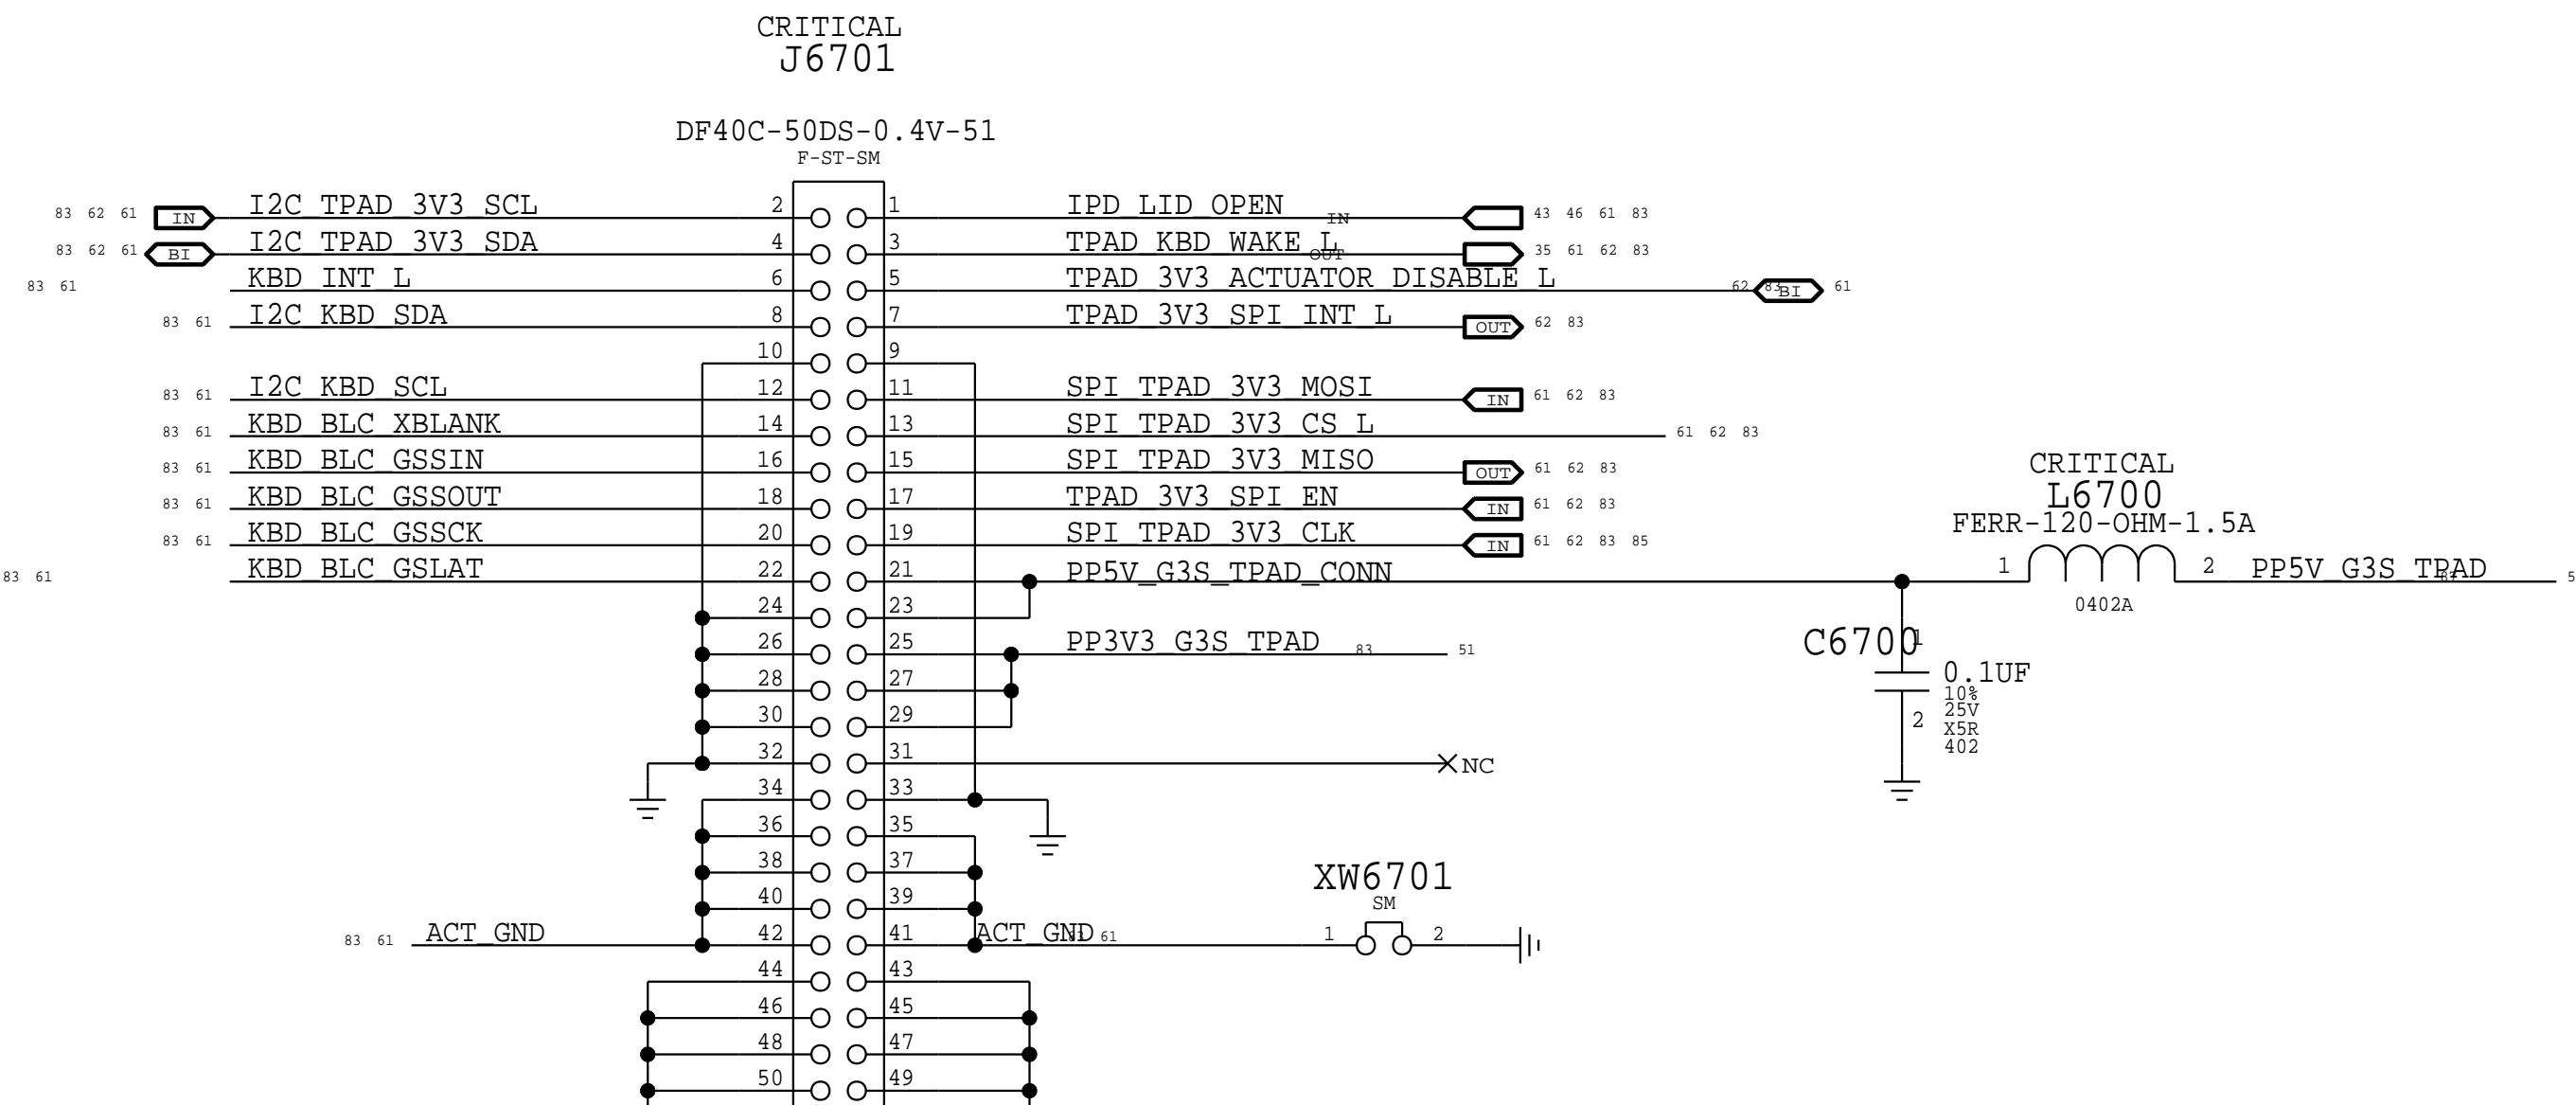 CRITICAL
J6701
DF40C-50DS-0.4V-51
F-ST-SM
83 62 61 IN I2C_TPAD_3V3_SCL 2 1 IPD_LID_OPEN IN 43 46 61 83
83 62 61 BI I2C_TPAD_3V3_SDA 4 3 TPAD_KBD_WAKE_L OUT 35 61 62 83
83 61 KBD_INT_L 6 5 TPAD_3V3_ACTUATOR_DISABLE_L 62 83 BI 61
83 61 I2C_KBD_SDA 8 7 TPAD_3V3_SPI_INT_L OUT 62 83
10 9
83 61 I2C_KBD_SCL 12 11 SPI_TPAD_3V3_MOSI IN 61 62 83
83 61 KBD_BLC_XBLANK 14 13 SPI_TPAD_3V3_CS_L 61 62 83
83 61 KBD_BLC_GSSIN 16 15 SPI_TPAD_3V3_MISO OUT 61 62 83
83 61 KBD_BLC_GSSOUT 18 17 TPAD_3V3_SPI_EN IN 61 62 83
83 61 KBD_BLC_GSSCK 20 19 SPI_TPAD_3V3_CLK IN 61 62 83 85
CRITICAL
L6700
FERR-120-OHM-1.5A
83 61 KBD_BLC_GSLAT 22 21 PP5V_G3S_TPAD_CONN 1 2 PP5V_G3S_TPAD 5
0402A
24 23
26 25 PP3V3_G3S_TPAD 83 51
C6700 1
0.1UF
10%
25V
X5R
402
2
28 27
30 29
32 31 NC
34 33
36 35
38 37
40 39
XW6701
SM
83 61 ACT_GND 42 41 ACT_GND 83 61 1 2
44 43
46 45
48 47
50 49